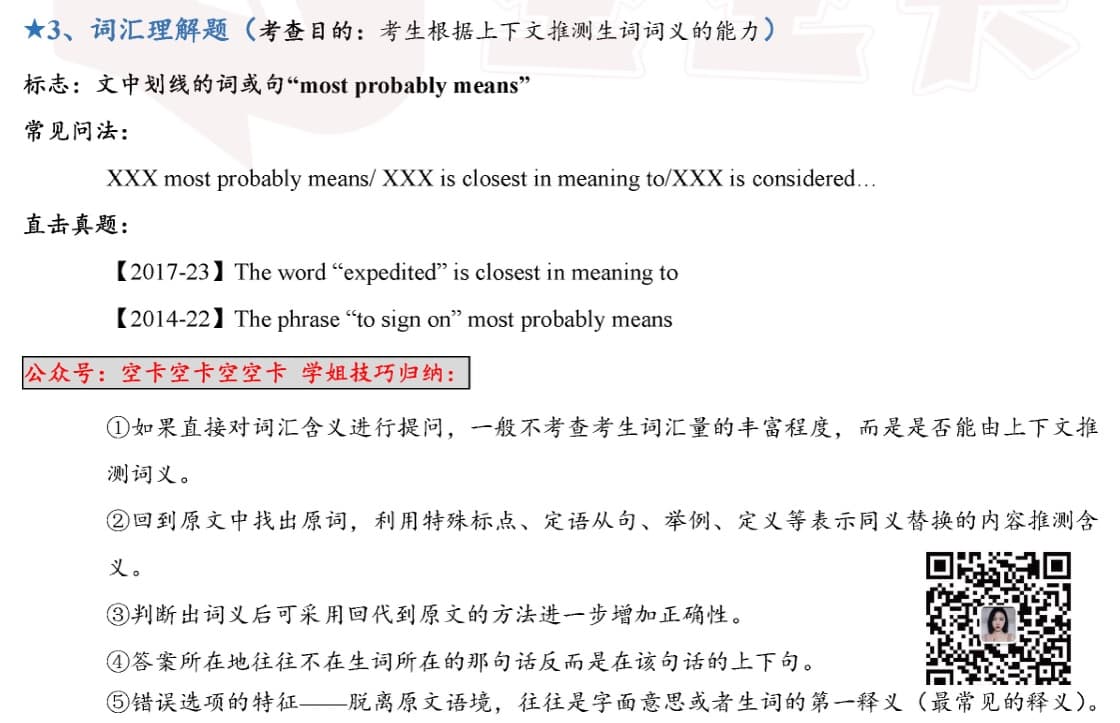 ★3、词汇理解题（考查目的：考生根据上下文推测生词词义的能力）
标志：文中划线的词或句“most probably means”
常见问法：
XXX most probably means/ XXX is closest in meaning to/XXX is considered…
直击真题：
【2017-23】The word “expedited” is closest in meaning to
【2014-22】The phrase “to sign on” most probably means
公众号：空卡空卡空空卡 学姐技巧归纳：
①如果直接对词汇含义进行提问，一般不考查考生词汇量的丰富程度，而是是否能由上下文推
测词义。
②回到原文中找出原词，利用特殊标点、定语从句、举例、定义等表示同义替换的内容推测含
义。
③判断出词义后可采用回代到原文的方法进一步增加正确性。
④答案所在地往往不在生词所在的那句话反而是在该句话的上下句。
⑤错误选项的特征——脱离原文语境，往往是字面意思或者生词的第一释义（最常见的释义）。